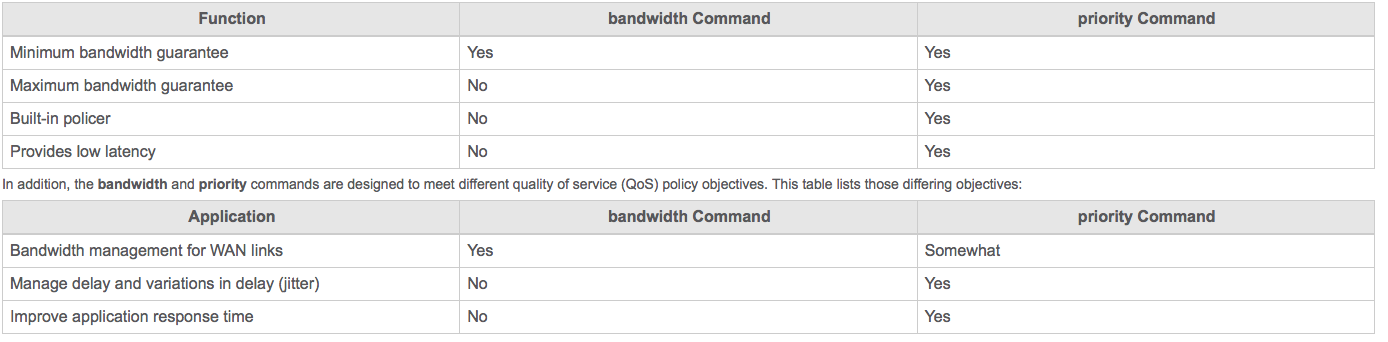 Function bandwidth Command priority Command
Minimum bandwidth guarantee Yes Yes
Maximum bandwidth guarantee No Yes
Built-in policer No Yes
Provides low latency No Yes
In addition, the bandwidth and priority commands are designed to meet different quality of service (QoS) policy objectives. This table lists those differing objectives:
Application bandwidth Command priority Command
Bandwidth management for WAN links Yes Somewhat
Manage delay and variations in delay (jitter) No Yes
Improve application response time No Yes